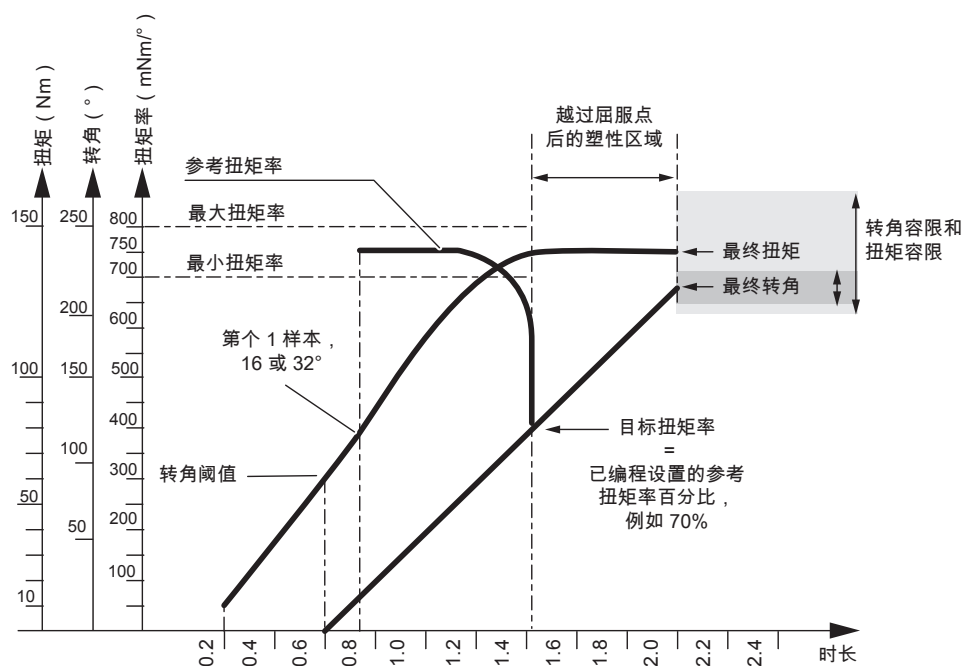 扭矩 ( Nm )
转角 ( ° )
扭矩率 ( mNm/° )
越过屈服点
后的塑性区域
参考扭矩率
最大扭矩率
最小扭矩率
转角容限和
扭矩容限
最终扭矩
最终转角
第个 1 样本，
16 或 32°
转角阈值
目标扭矩率
=
已编程设置的参考
扭矩率百分比，
例如 70%
150
100
50
10
250
200
150
100
50
800
750
700
600
500
400
300
200
100
0.2
0.4
0.6
0.8
1.0
1.2
1.4
1.6
1.8
2.0
2.2
2.4
时长